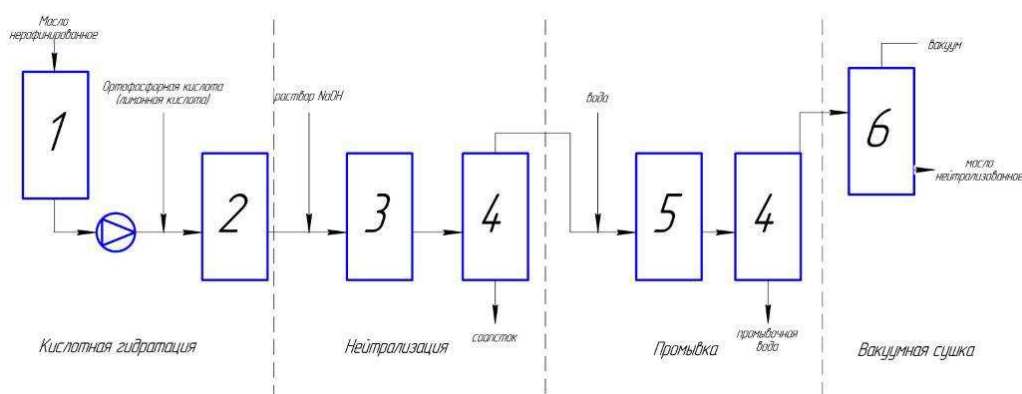 Масло
нерафинированное
1
Ортофосфорная кислота
(лимонная кислота)
2
Кислотная гидратация
раствор NaOH
3
4
соапсток
Нейтрализация
вода
5
4
промывочная
вода
Промывка
вакуум
6
масло
нейтрализованное
Вакуумная сушка